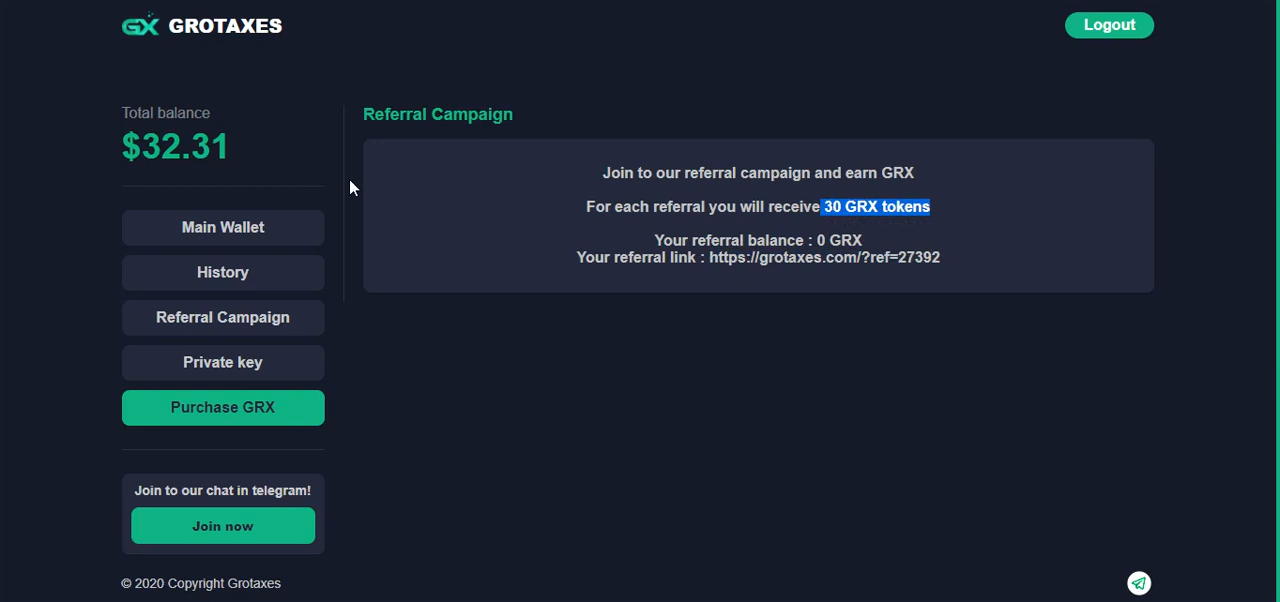 GX GROTAXES
Logout
Total balance
$32.31
Main Wallet
History
Referral Campaign
Private key
Purchase GRX
Join to our chat in telegram!
Join now
Referral Campaign
Join to our referral campaign and earn GRX
For each referral you will receive 30 GRX tokens
Your referral balance : 0 GRX
Your referral link : https://grotaxes.com/?ref=27392
© 2020 Copyright Grotaxes